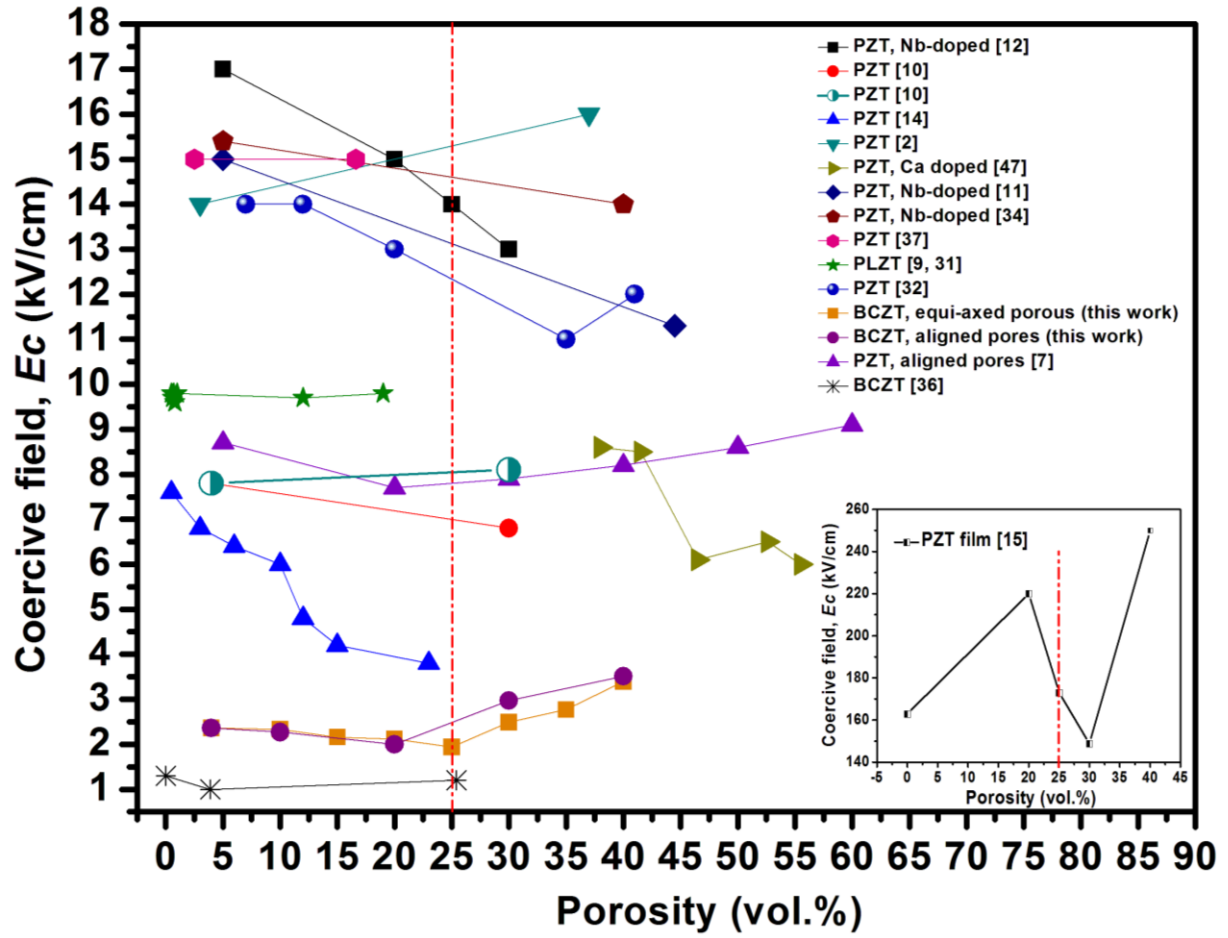 18
17
16
15
14
13
12
11
10
9
8
7
6
5
4
3
2
1
Coercive field, Ec (kV/cm)
0 5 10 15 20 25 30 35 40 45 50 55 60 65 70 75 80 85 90
Porosity (vol.%)
PZT, Nb-doped [12]
PZT [10]
PZT [10]
PZT [14]
PZT [2]
PZT, Ca doped [47]
PZT, Nb-doped [11]
PZT, Nb-doped [34]
PZT [37]
PLZT [9, 31]
PZT [32]
BCZT, equi-axed porous (this work)
BCZT, aligned pores (this work)
PZT, aligned pores [7]
BCZT [36]
260
240
220
200
180
160
140
Coercive field, Ec (kV/cm)
PZT film [15]
-5 0 5 10 15 20 25 30 35 40 45
Porosity (vol.%)